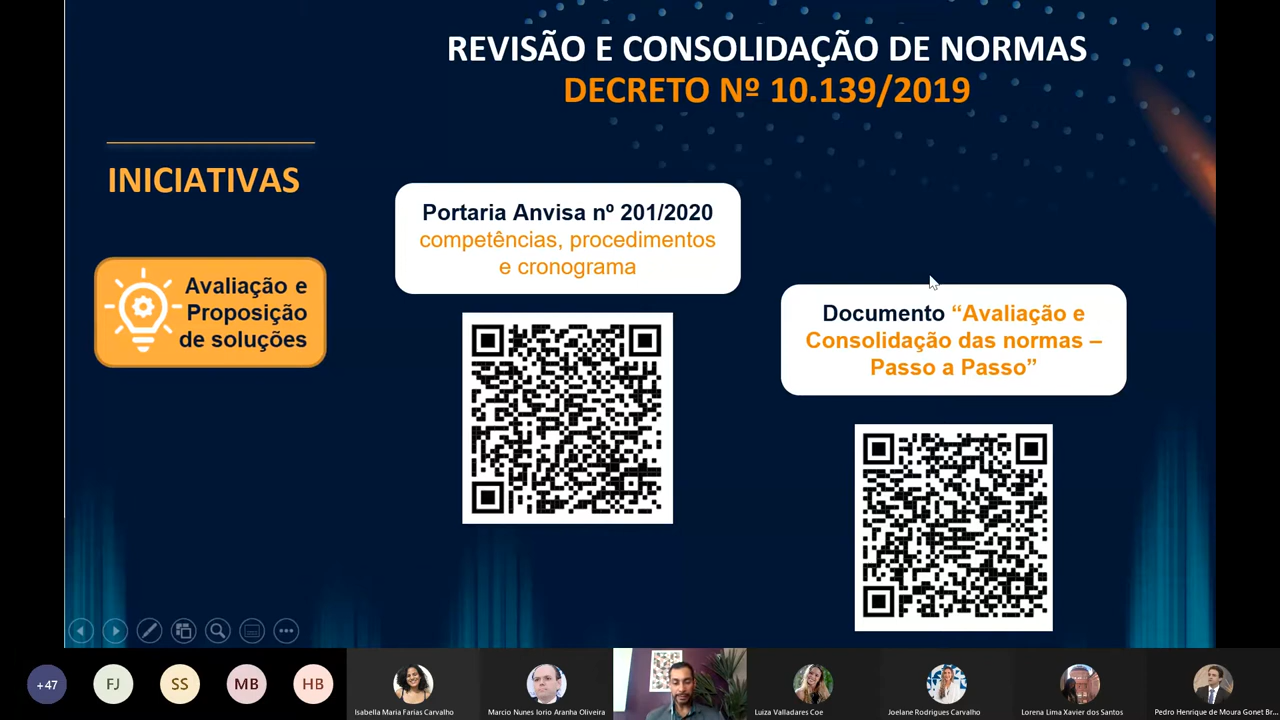 REVISÃO E CONSOLIDAÇÃO DE NORMAS
DECRETO Nº 10.139/2019
INICIATIVAS
Avaliação e
Proposição
de soluções
Portaria Anvisa nº 201/2020
competências, procedimentos
e cronograma
Documento “Avaliação e
Consolidação das normas –
Passo a Passo”
+47
FJ
SS
MB
HB
Isabella Maria Farias Carvalho
Marcio Nunes Iorio Aranha Oliveira
Luiza Valladares Coe
Joelane Rodrigues Carvalho
Lorena Lima Xavier dos Santos
Pedro Henrique de Moura Gonet Br...